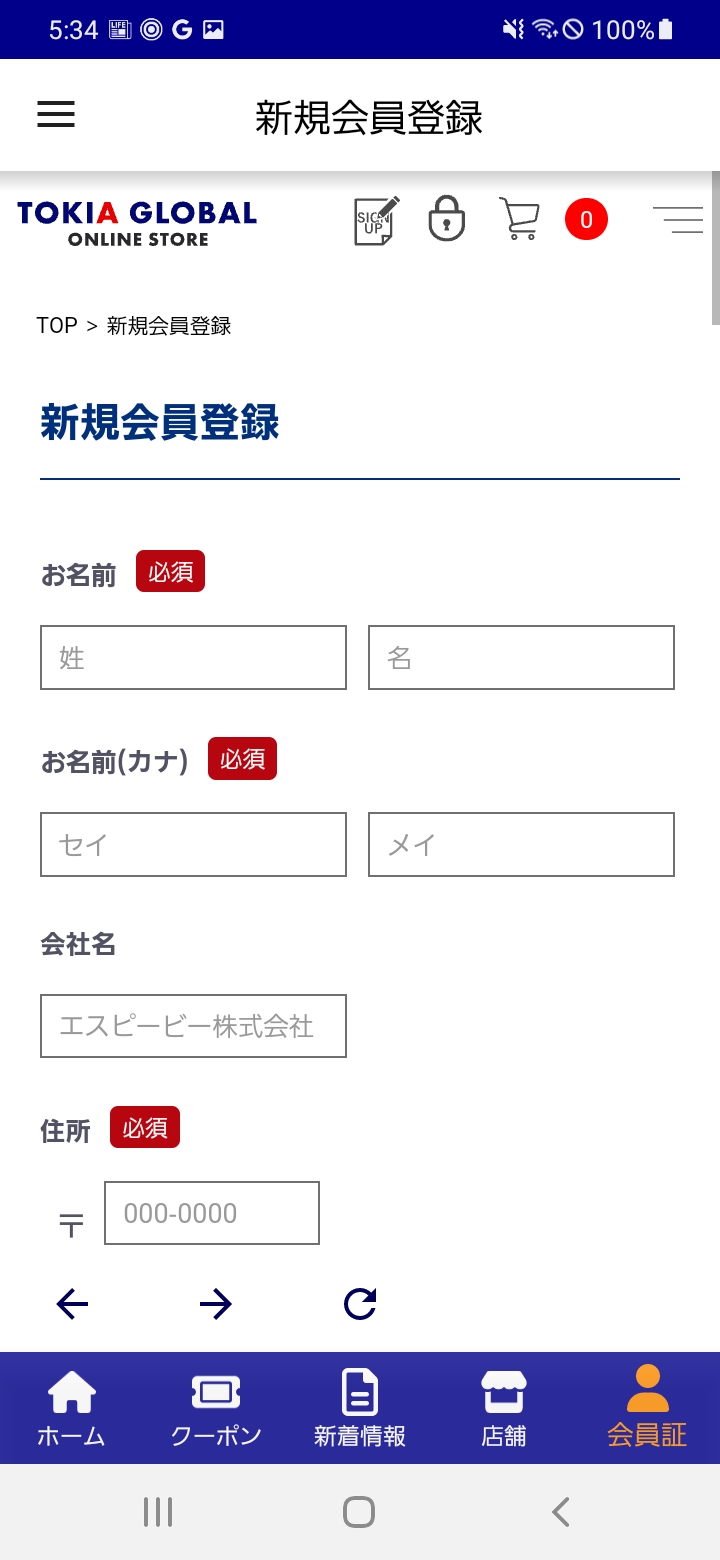 5:34 LIFE G 100%
新規会員登録
TOKIA GLOBAL
ONLINE STORE
SIGN UP
0
TOP > 新規会員登録
新規会員登録
お名前 必須
姓 名
お名前(カナ) 必須
セイ メイ
会社名
エスピービー株式会社
住所 必須
〒 000-0000
ホーム クーポン 新着情報 店舗 会員証